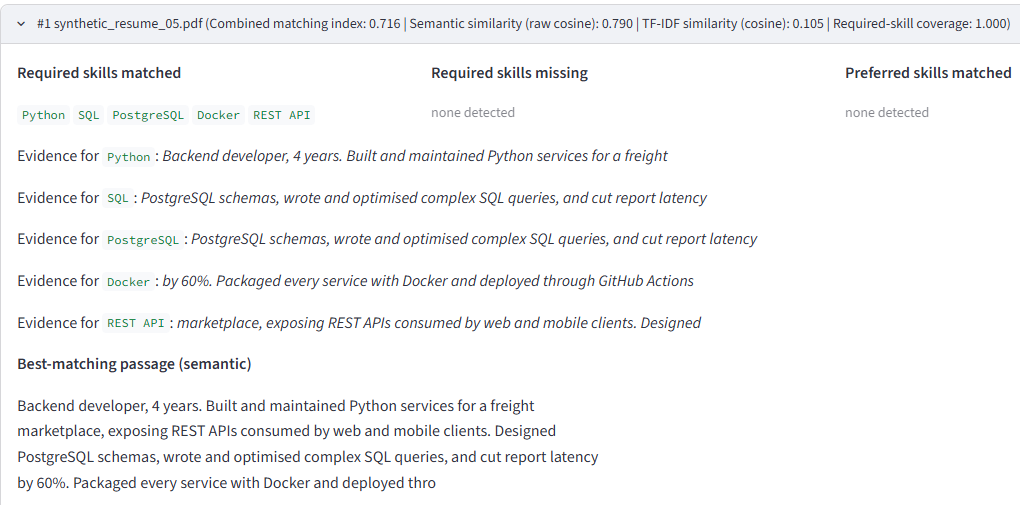 #1 synthetic_resume_05.pdf (Combined matching index: 0.716 | Semantic similarity (raw cosine): 0.790 | TF-IDF similarity (cosine): 0.105 | Required-skill coverage: 1.000)
Required skills matched
Required skills missing
Preferred skills matched
Python SQL PostgreSQL Docker REST API
none detected
none detected
Evidence for Python : Backend developer, 4 years. Built and maintained Python services for a freight
Evidence for SQL : PostgreSQL schemas, wrote and optimised complex SQL queries, and cut report latency
Evidence for PostgreSQL : PostgreSQL schemas, wrote and optimised complex SQL queries, and cut report latency
Evidence for Docker : by 60%. Packaged every service with Docker and deployed through GitHub Actions
Evidence for REST API : marketplace, exposing REST APIs consumed by web and mobile clients. Designed
Best-matching passage (semantic)
Backend developer, 4 years. Built and maintained Python services for a freight
marketplace, exposing REST APIs consumed by web and mobile clients. Designed
PostgreSQL schemas, wrote and optimised complex SQL queries, and cut report latency
by 60%. Packaged every service with Docker and deployed thro